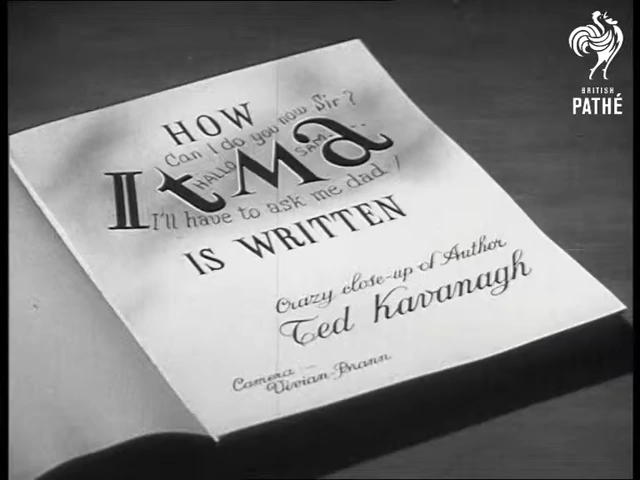 BRITISH
PATHÉ
HOW
Can I do you now Sir?
HALLO SAM....
ItMa
I'll have to ask me dad!
IS WRITTEN
Crazy close-up of Author
Ted Kavanagh
Camera —
Vivian Brann